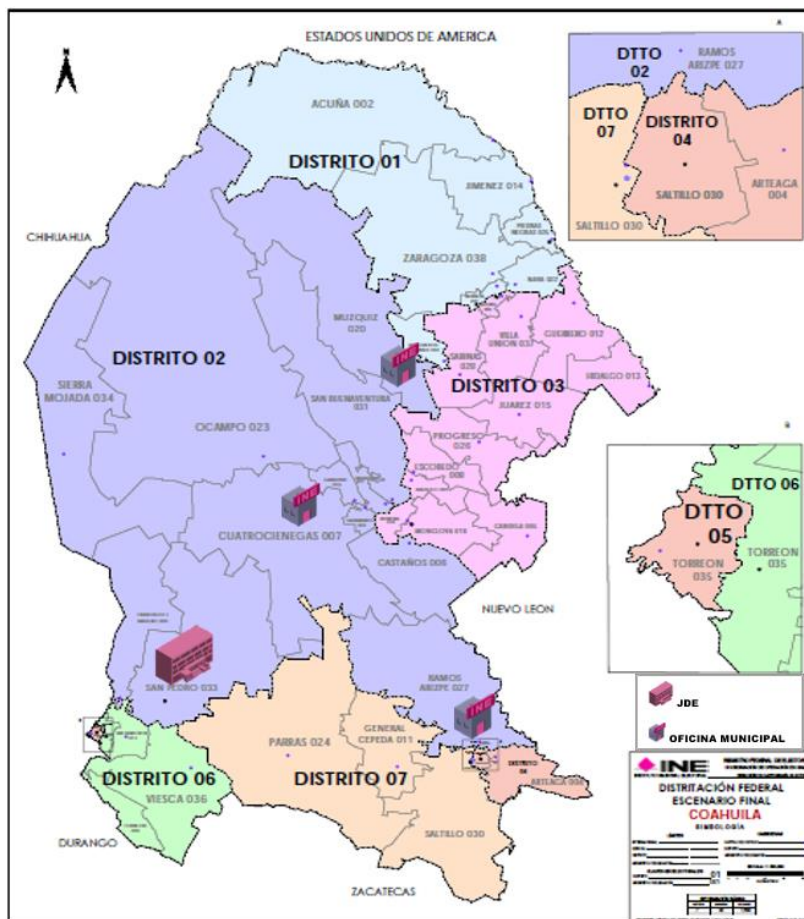 ESTADOS UNIDOS DE AMERICA
A
N
ACUÑA 002
DTTO
02
RAMOS
ARIZPE 027
DTTO
07
DISTRITO
04
SALTILLO 030
ARTEAGA
004
SALTILLO 030
DISTRITO 01
JIMENEZ 014
CHIHUAHUA
ZARAGOZA 038
MUZQUIZ
020
VILLA
UNION 037
GUERRERO 012
SABINAS
028
HIDALGO 013
DISTRITO 02
DISTRITO 03
JUAREZ 015
SIERRA
MOJADA 034
SAN BUENAVENTURA
031
OCAMPO 023
PROGRESO
026
ESCOBEDO
008
B
DTTO 06
DTTO
05
TORREON
035
TORREON
035
INE
INE
CUATROCIENEGAS 007
MONCLOVA 018
CANDELA 005
CASTAÑOS 006
NUEVO LEON
SAN PEDRO 033
RAMOS
ARIZPE 027
INE
JDE
OFICINA MUNICIPAL
PARRAS 024
GENERAL
CEPEDA 011
DISTRITO 06
VIESCA 036
DISTRITO 07
DISTRITO
04
ARTEAGA 004
SALTILLO 030
DURANGO
ZACATECAS
INE
DISTRITACIÓN FEDERAL
ESCENARIO FINAL
COAHUILA
SIMBOLOGÍA